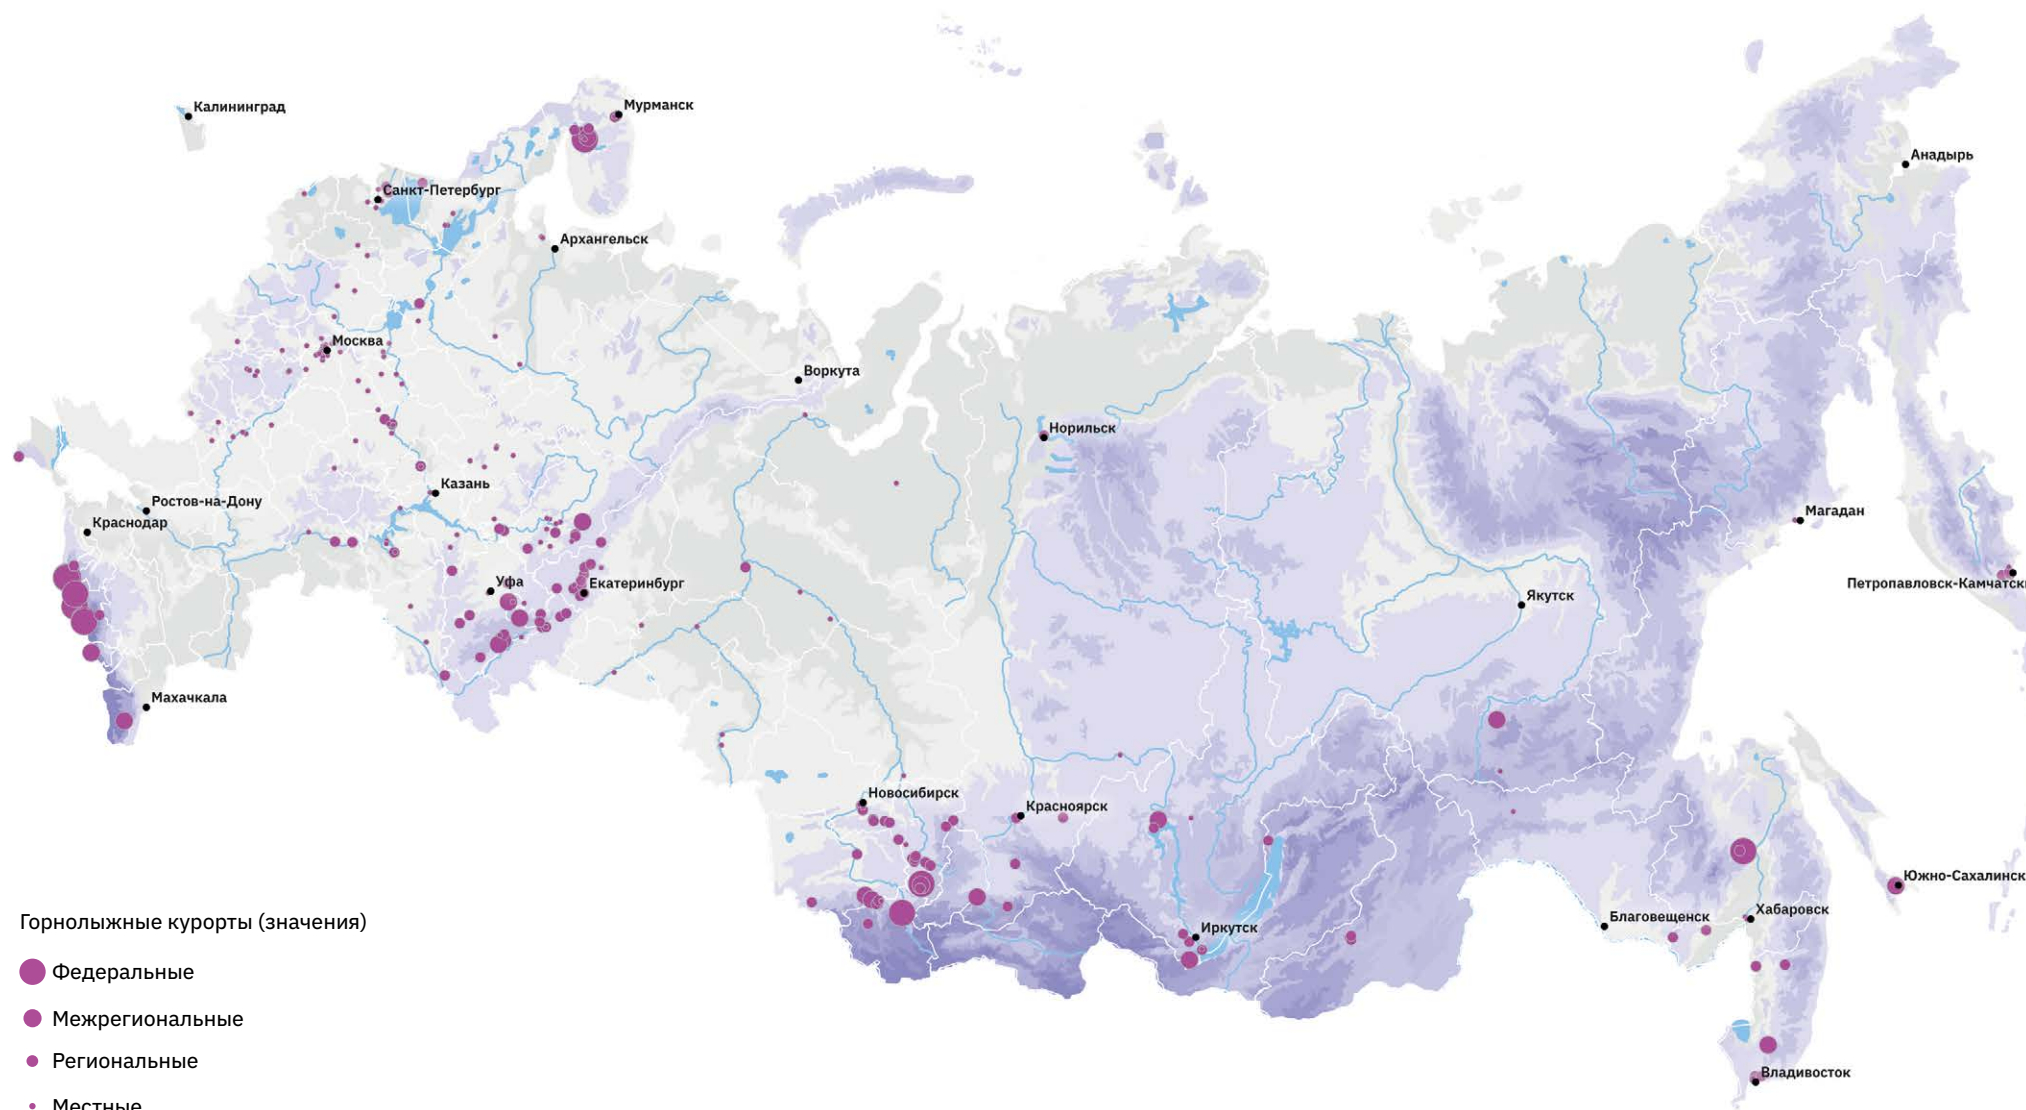 Калининград
Мурманск
Анадырь
Санкт-Петербург
Архангельск
Москва
Воркута
Норильск
Казань
Ростов-на-Дону
Краснодар
Магадан
Уфа
Екатеринбург
Петропавловск-Камчатски
Якутск
Махачкала
Новосибирск
Красноярск
Южно-Сахалинск
Хабаровск
Благовещенск
Иркутск
Владивосток
Горнолыжные курорты (значения)
Федеральные
Межрегиональные
Региональные
Местные